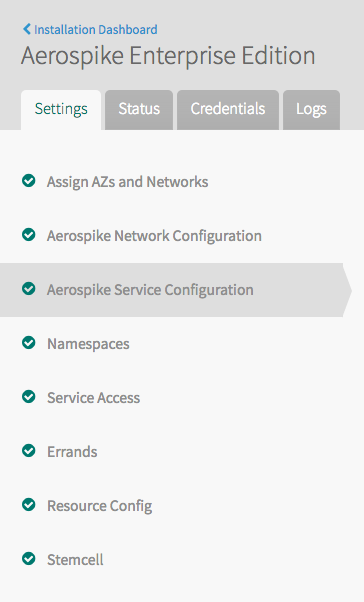 Installation Dashboard
Aerospike Enterprise Edition
Settings Status Credentials Logs
Assign AZs and Networks
Aerospike Network Configuration
Aerospike Service Configuration
Namespaces
Service Access
Errands
Resource Config
Stemcell